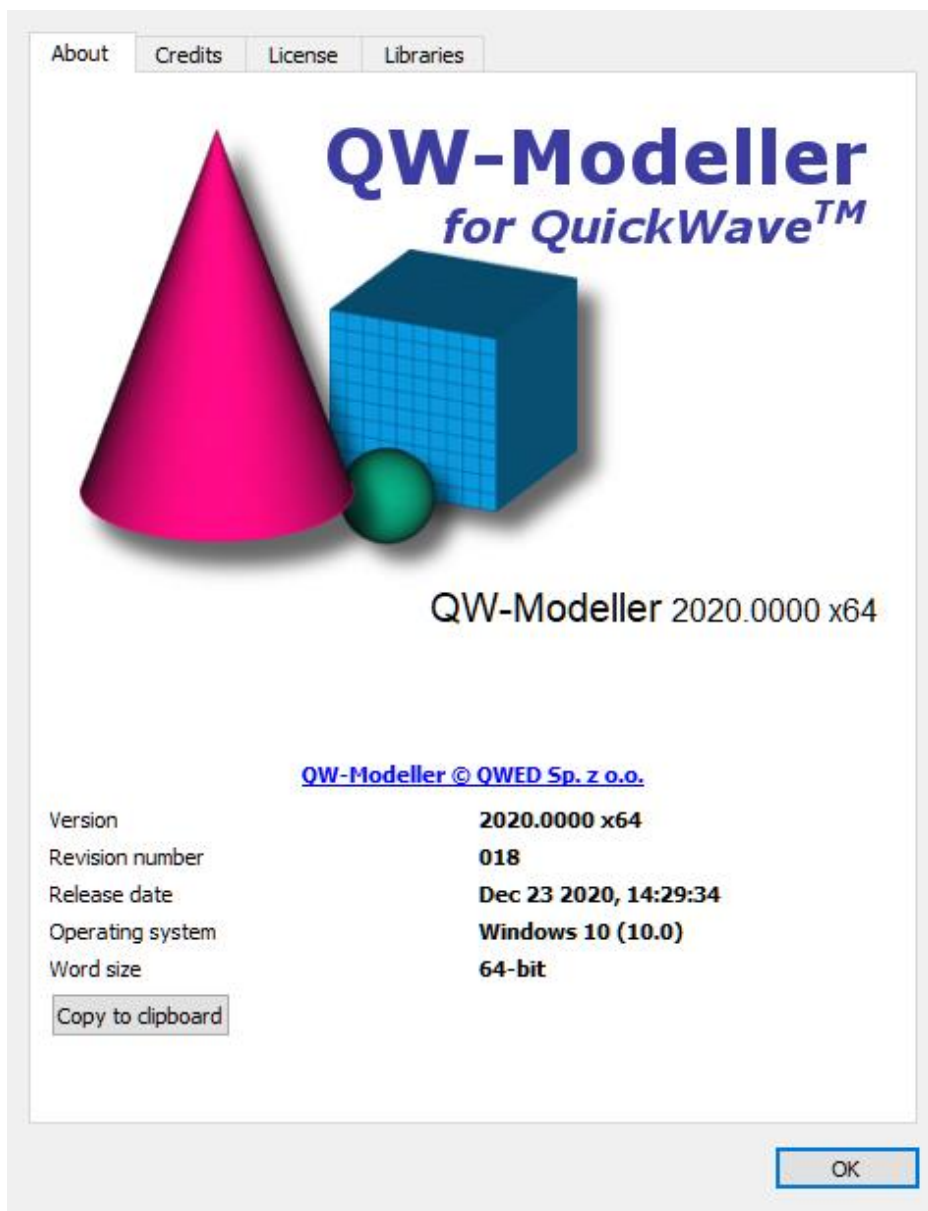 About Credits License Libraries
QW-Modeller
for QuickWave™
QW-Modeller 2020.0000 x64
QW-Modeller © QWED Sp. z o.o.
Version 2020.0000 x64
Revision number 018
Release date Dec 23 2020, 14:29:34
Operating system Windows 10 (10.0)
Word size 64-bit
Copy to clipboard
OK